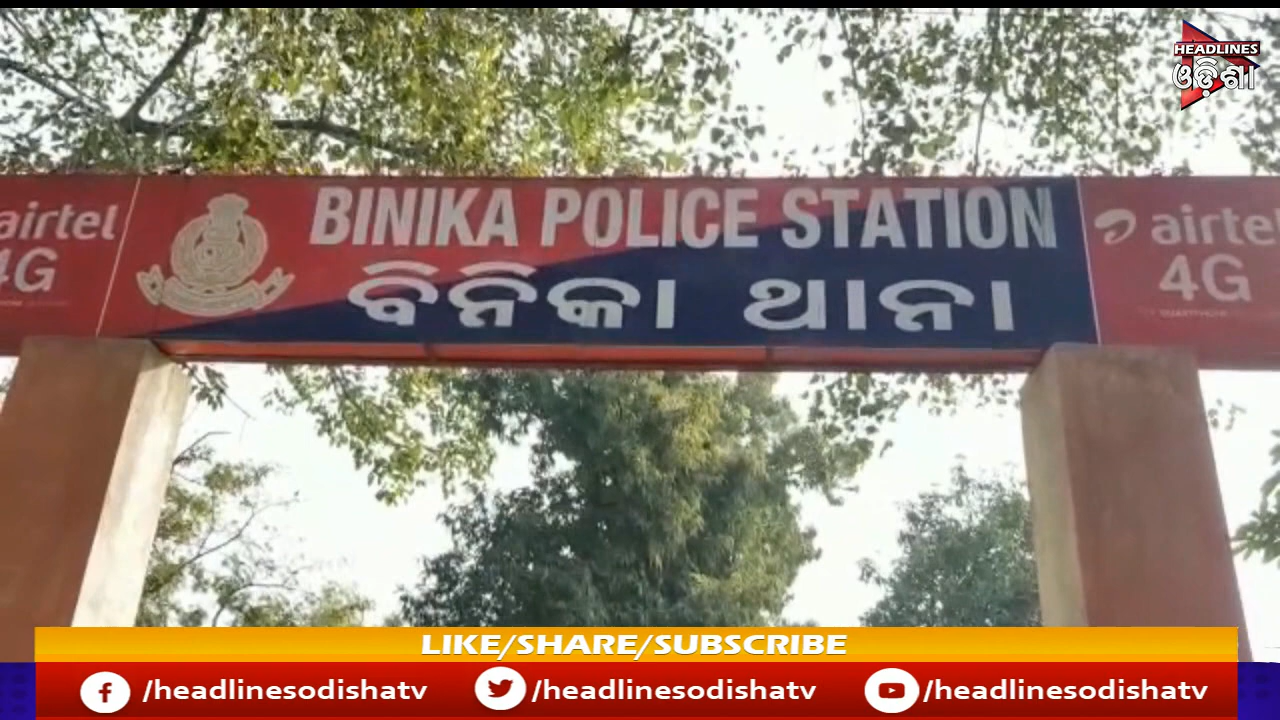 HEADLINES
ଓଡ଼ିଶା
airtel
4G
BINIKA POLICE STATION
ବିନିକା ଥାନା
airtel
4G
LIKE/SHARE/SUBSCRIBE
/headlinesodishatv
/headlinesodishatv
/headlinesodishatv